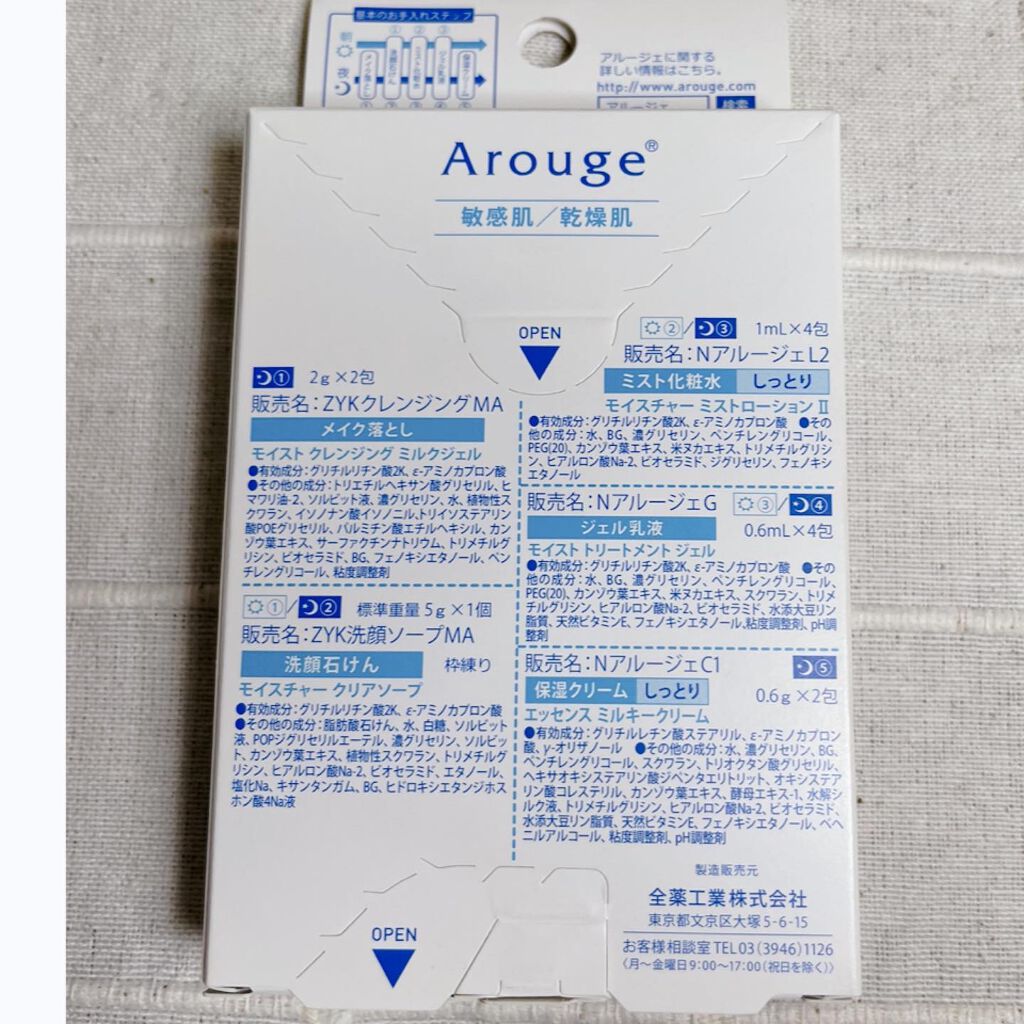 基本のお手入れステップ
朝
夜
① ② ③
メイク落とし
洗顔石けん
ミスト化粧水
ジェル乳液
保湿クリーム
① ② ③ ④ ⑤
アルージェに関する
詳しい情報はこちら。
http://www.arouge.com
アルージェ 検索
Arouge®
敏感肌/乾燥肌
OPEN
① 2g×2包
販売名:ZYKクレンジングMA
メイク落とし
モイスト クレンジング ミルクジェル
●有効成分:グリチルリチン酸2K、ε-アミノカプロン酸
●その他の成分:トリエチルヘキサン酸グリセリル、ヒ
マワリ油-2、ソルビット液、濃グリセリン、水、植物性ス
クワラン、イソノナン酸イソノニル、トリイソステアリン
酸POEグリセリル、パルミチン酸エチルヘキシル、カン
ゾウ葉エキス、サーファクチンナトリウム、トリメチルグ
リシン、ビオセラミド、BG、フェノキシエタノール、ペン
チレングリコール、粘度調整剤
①/② 標準重量5g×1個
販売名:ZYK洗顔ソープMA
洗顔石けん 枠練り
モイスチャー クリアソープ
●有効成分:グリチルリチン酸2K、ε-アミノカプロン酸
●その他の成分:脂肪酸石けん、水、白糖、ソルビット
液、POPジグリセリルエーテル、濃グリセリン、ソルビッ
ト、カンゾウ葉エキス、植物性スクワラン、トリメチルグ
リシン、ヒアルロン酸Na-2、ビオセラミド、エタノール、
塩化Na、キサンタンガム、BG、ヒドロキシエタンジホス
ホン酸4Na液
②/③ 1mL×4包
販売名:NアルージェL2
ミスト化粧水 しっとり
モイスチャー ミストローション Ⅱ
●有効成分:グリチルリチン酸2K、ε-アミノカプロン酸 ●その
他の成分:水、BG、濃グリセリン、ペンチレングリコール、
PEG(20)、カンゾウ葉エキス、米ヌカエキス、トリメチルグリシ
ン、ヒアルロン酸Na-2、ビオセラミド、ジグリセリン、フェノキシ
エタノール
販売名:NアルージェG ③/④
ジェル乳液 0.6mL×4包
モイスト トリートメント ジェル
●有効成分:グリチルリチン酸2K、ε-アミノカプロン酸 ●その
他の成分:水、BG、濃グリセリン、ペンチレングリコール、
PEG(20)、カンゾウ葉エキス、米ヌカエキス、スクワラン、トリメ
チルグリシン、ヒアルロン酸Na-2、ビオセラミド、水添大豆リン
脂質、天然ビタミンE、フェノキシエタノール、粘度調整剤、pH調
整剤
販売名:NアルージェC1 ⑤
保湿クリーム しっとり 0.6g×2包
エッセンス ミルキークリーム
●有効成分:グリチルレチン酸ステアリル、ε-アミノカプロン
酸、γ-オリザノール ●その他の成分:水、濃グリセリン、BG、
ペンチレングリコール、スクワラン、トリオクタン酸グリセリル、
ヘキサオキシステアリン酸ジペンタエリトリット、オキシステア
リン酸コレステリル、カンゾウ葉エキス、酵母エキス-1、水解シ
ルク液、トリメチルグリシン、ヒアルロン酸Na-2、ビオセラミド、
水添大豆リン脂質、天然ビタミンE、フェノキシエタノール、ベヘ
ニルアルコール、粘度調整剤、pH調整剤
製造販売元
全薬工業株式会社
東京都文京区大塚5-6-15
お客様相談室 TEL03(3946)1126
〈月〜金曜日9:00〜17:00(祝日を除く)〉
OPEN